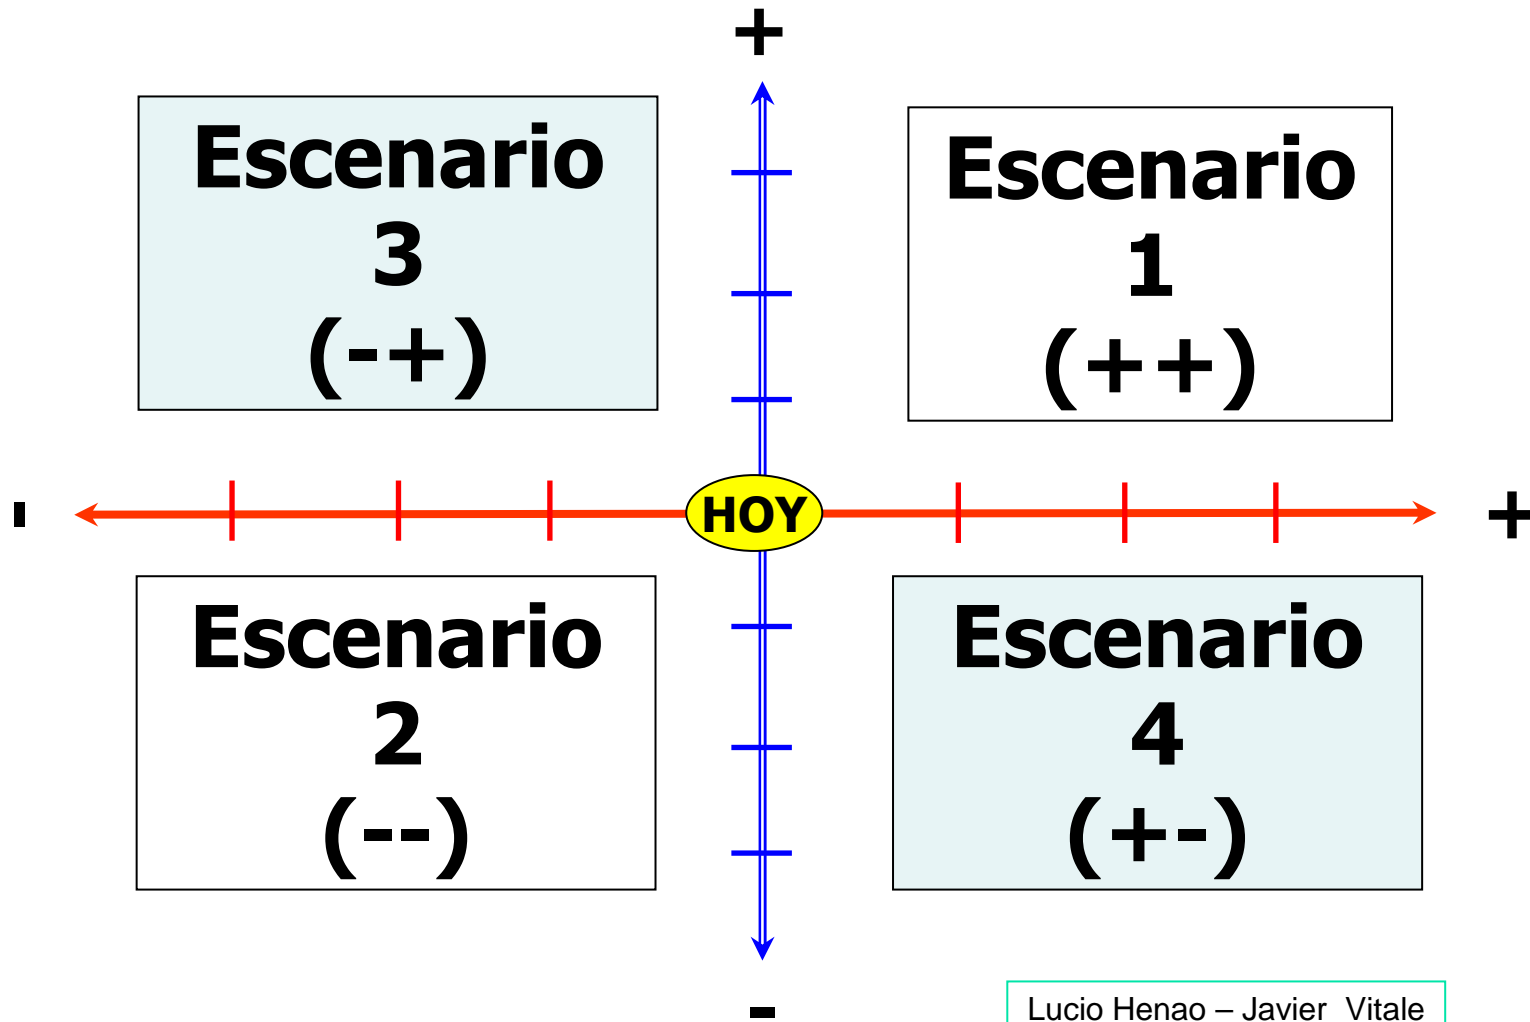 +
Escenario
3
(-+)
Escenario
1
(++)
-
HOY
+
Escenario
2
(--)
Escenario
4
(+-)
-
Lucio Henao – Javier Vitale